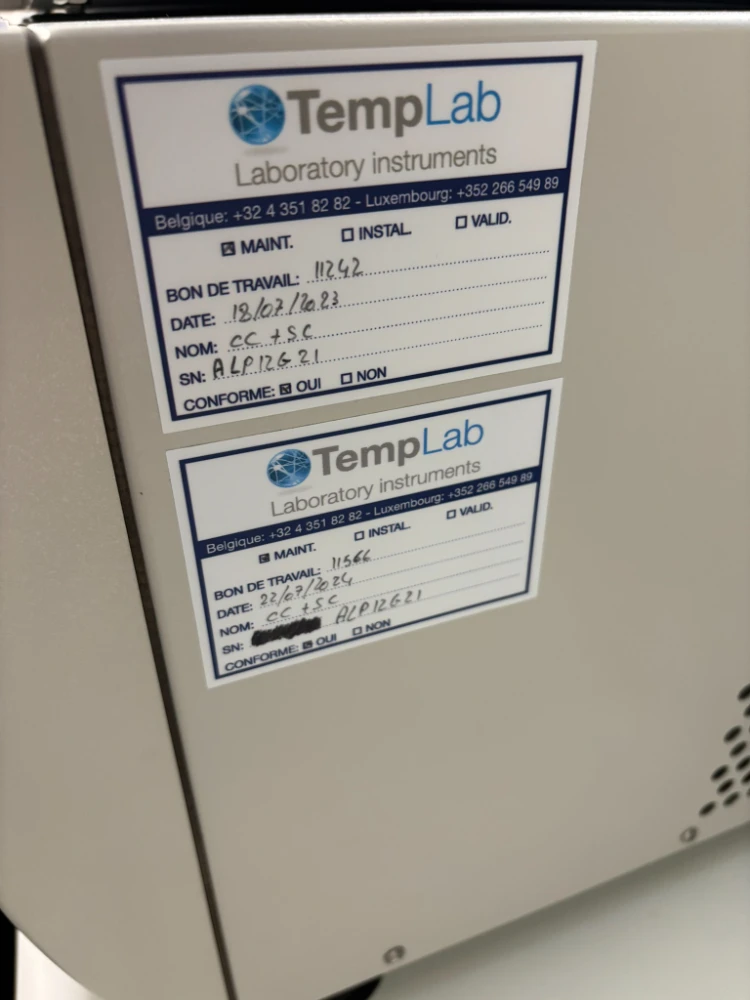 TempLab
Laboratory instruments
Belgique: +32 4 351 82 82 - Luxembourg: +352 266 549 89
☒ MAINT. ☐ INSTAL. ☐ VALID.
BON DE TRAVAIL: 11242
DATE: 18/07/2023
NOM: CC + SC
SN: ALP12G21
CONFORME: ☒ OUI ☐ NON
TempLab
Laboratory instruments
Belgique: +32 4 351 82 82 - Luxembourg: +352 266 549 89
☒ MAINT. ☐ INSTAL. ☐ VALID.
BON DE TRAVAIL: 11566
DATE: 22/07/2024
NOM: CC + SC
SN: ALP12G21
CONFORME: ☒ OUI ☐ NON